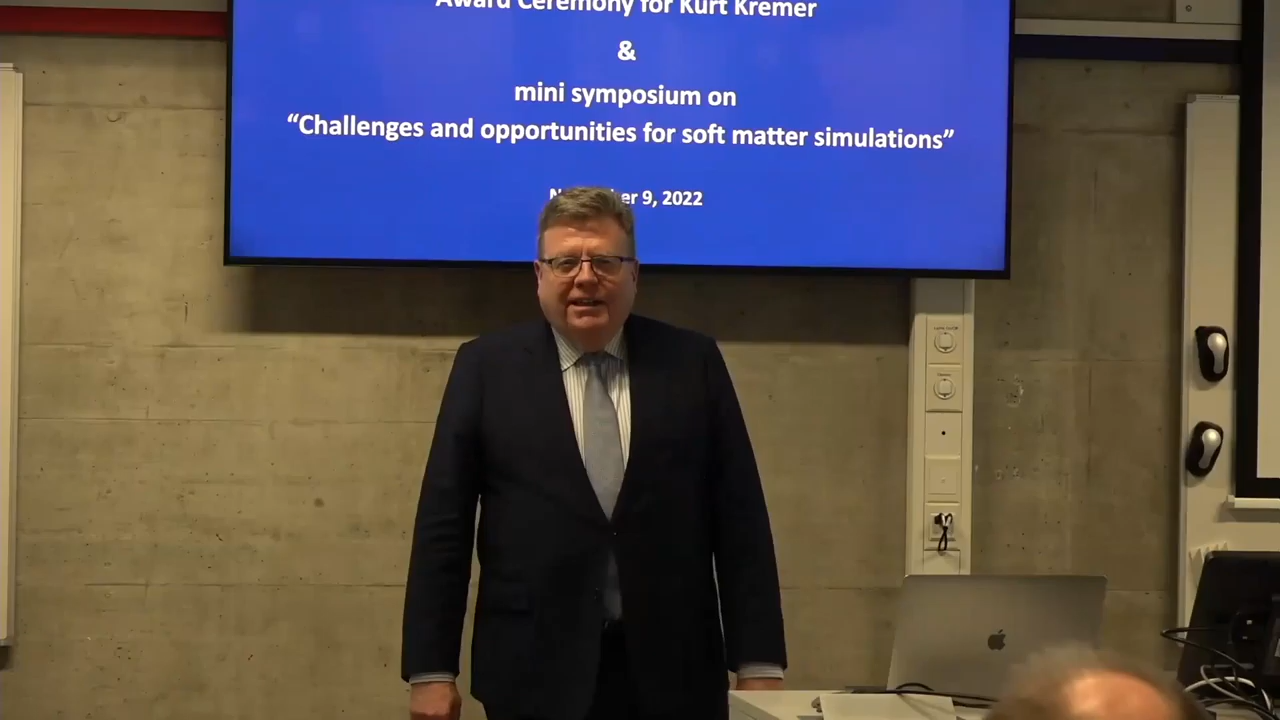 Award Ceremony for Kurt Kremer
&
mini symposium on
“Challenges and opportunities for soft matter simulations”
9, 2022